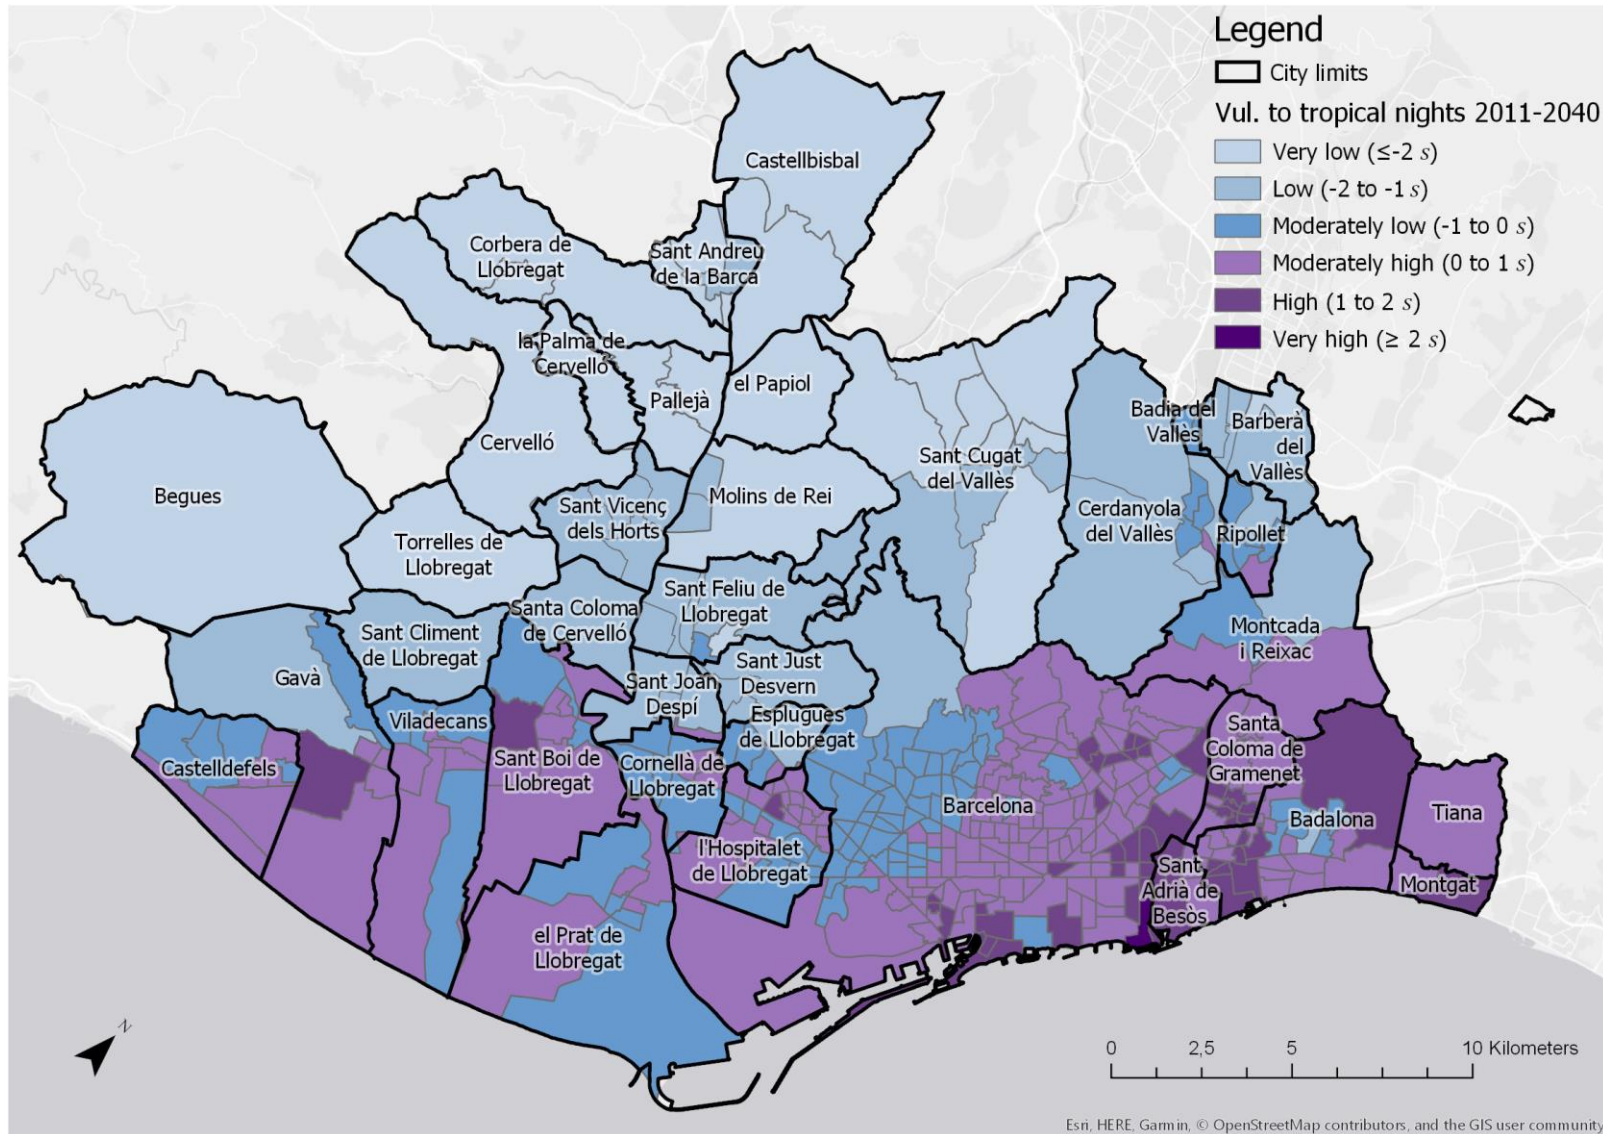 Legend
City limits
Vul. to tropical nights 2011-2040
Very low (≤-2 s)
Low (-2 to -1 s)
Moderately low (-1 to 0 s)
Moderately high (0 to 1 s)
High (1 to 2 s)
Very high (≥ 2 s)
Castellbisbal
Corbera de
Llobregat
Sant Andreu
de la Barca
la Palma de
Cervelló
Pallejà
el Papiol
Badia del
Vallès
Barberà
del
Vallès
Cervelló
Sant Cugat
del Vallès
Begues
Molins de Rei
Sant Vicenç
dels Horts
Cerdanyola
del Vallès
Ripollet
Torrelles de
Llobregat
Sant Feliu de
Llobregat
Santa Coloma
de Cervelló
Sant Climent
de Llobregat
Montcada
i Reixac
Gavà
Sant Just
Desvern
Sant Joan
Despí
Viladecans
Esplugues
de Llobregat
Santa
Coloma de
Gramenet
Castelldefels
Sant Boi de
Llobregat
Cornellà de
Llobregat
Barcelona
Badalona
Tiana
l'Hospitalet
de Llobregat
Sant
Adrià de
Besòs
Montgat
el Prat de
Llobregat
N
0 2,5 5 10 Kilometers
Esri, HERE, Garmin, © OpenStreetMap contributors, and the GIS user community